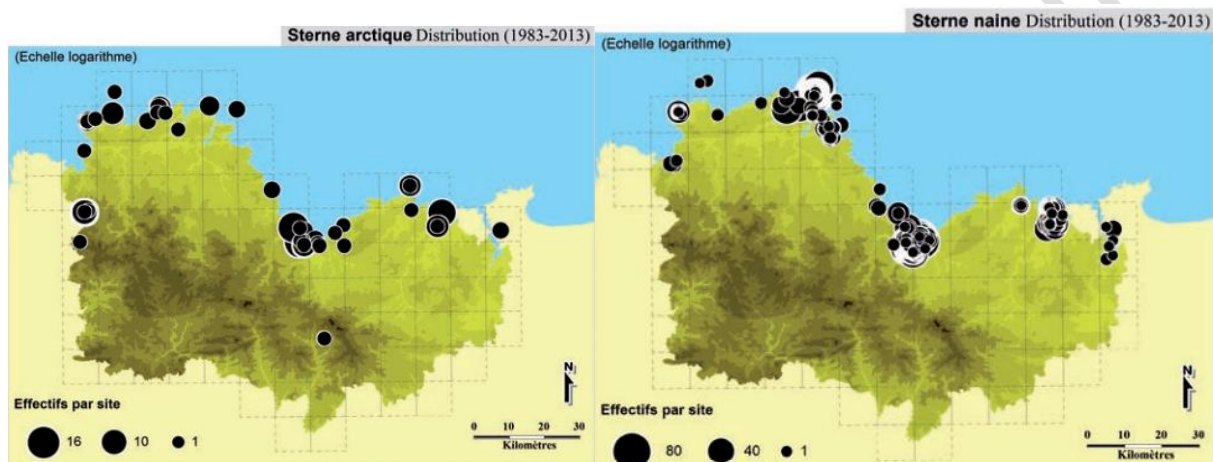 Sterne arctique Distribution (1983-2013)
(Echelle logarithme)
N
Effectifs par site
16 10 1
0 10 20 30
Kilomètres
Sterne naine Distribution (1983-2013)
(Echelle logarithme)
N
Effectifs par site
80 40 1
0 10 20 30
Kilomètres